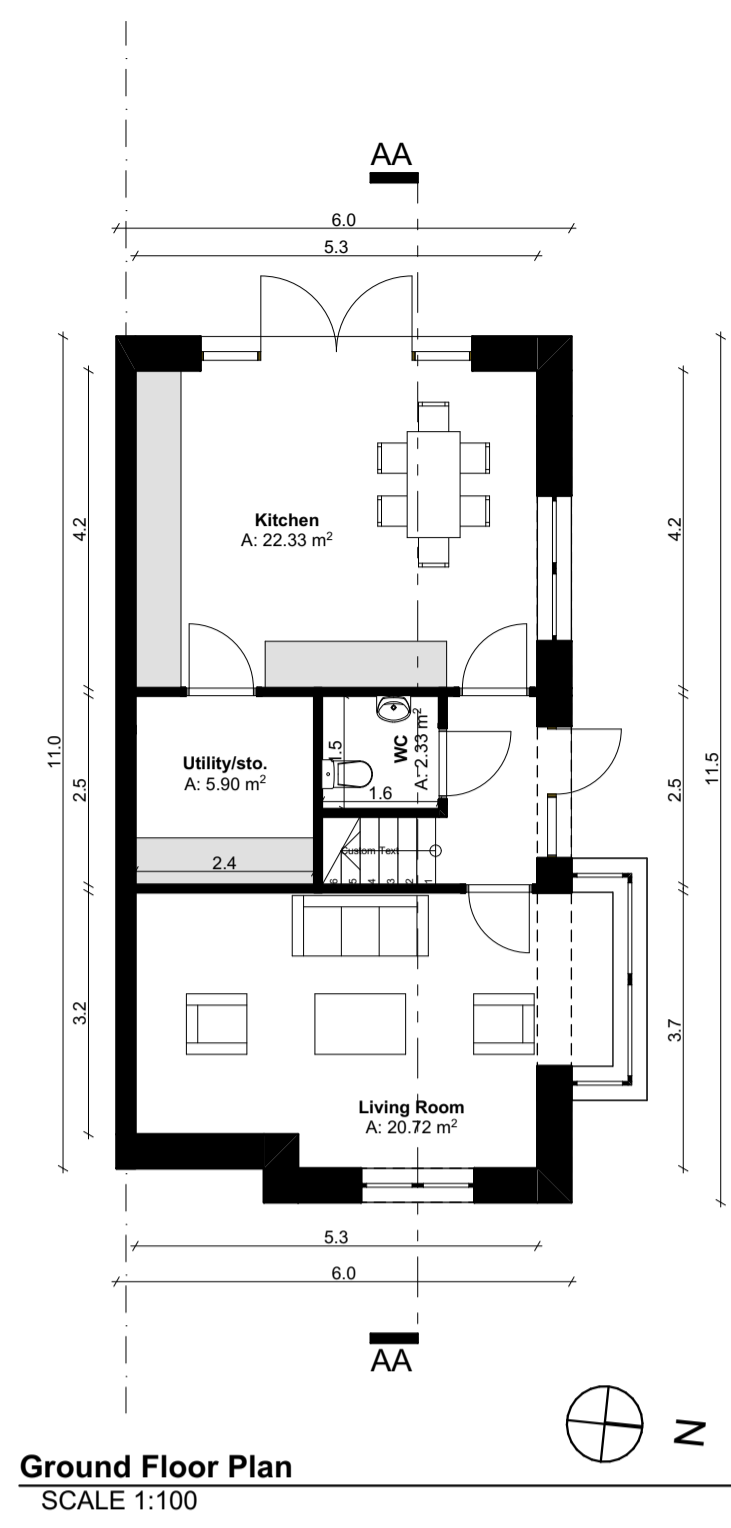 AA
6.0
5.3
4.2
4.2
Kitchen
A: 22.33 m²
11.0
11.5
2.5
2.5
Utility/sto.
A: 5.90 m²
WC
A: 2.33 m²
1.5
1.6
Custom Text
6 5 4 3 2 1
2.4
3.2
3.7
Living Room
A: 20.72 m²
5.3
6.0
AA
N
Ground Floor Plan
SCALE 1:100